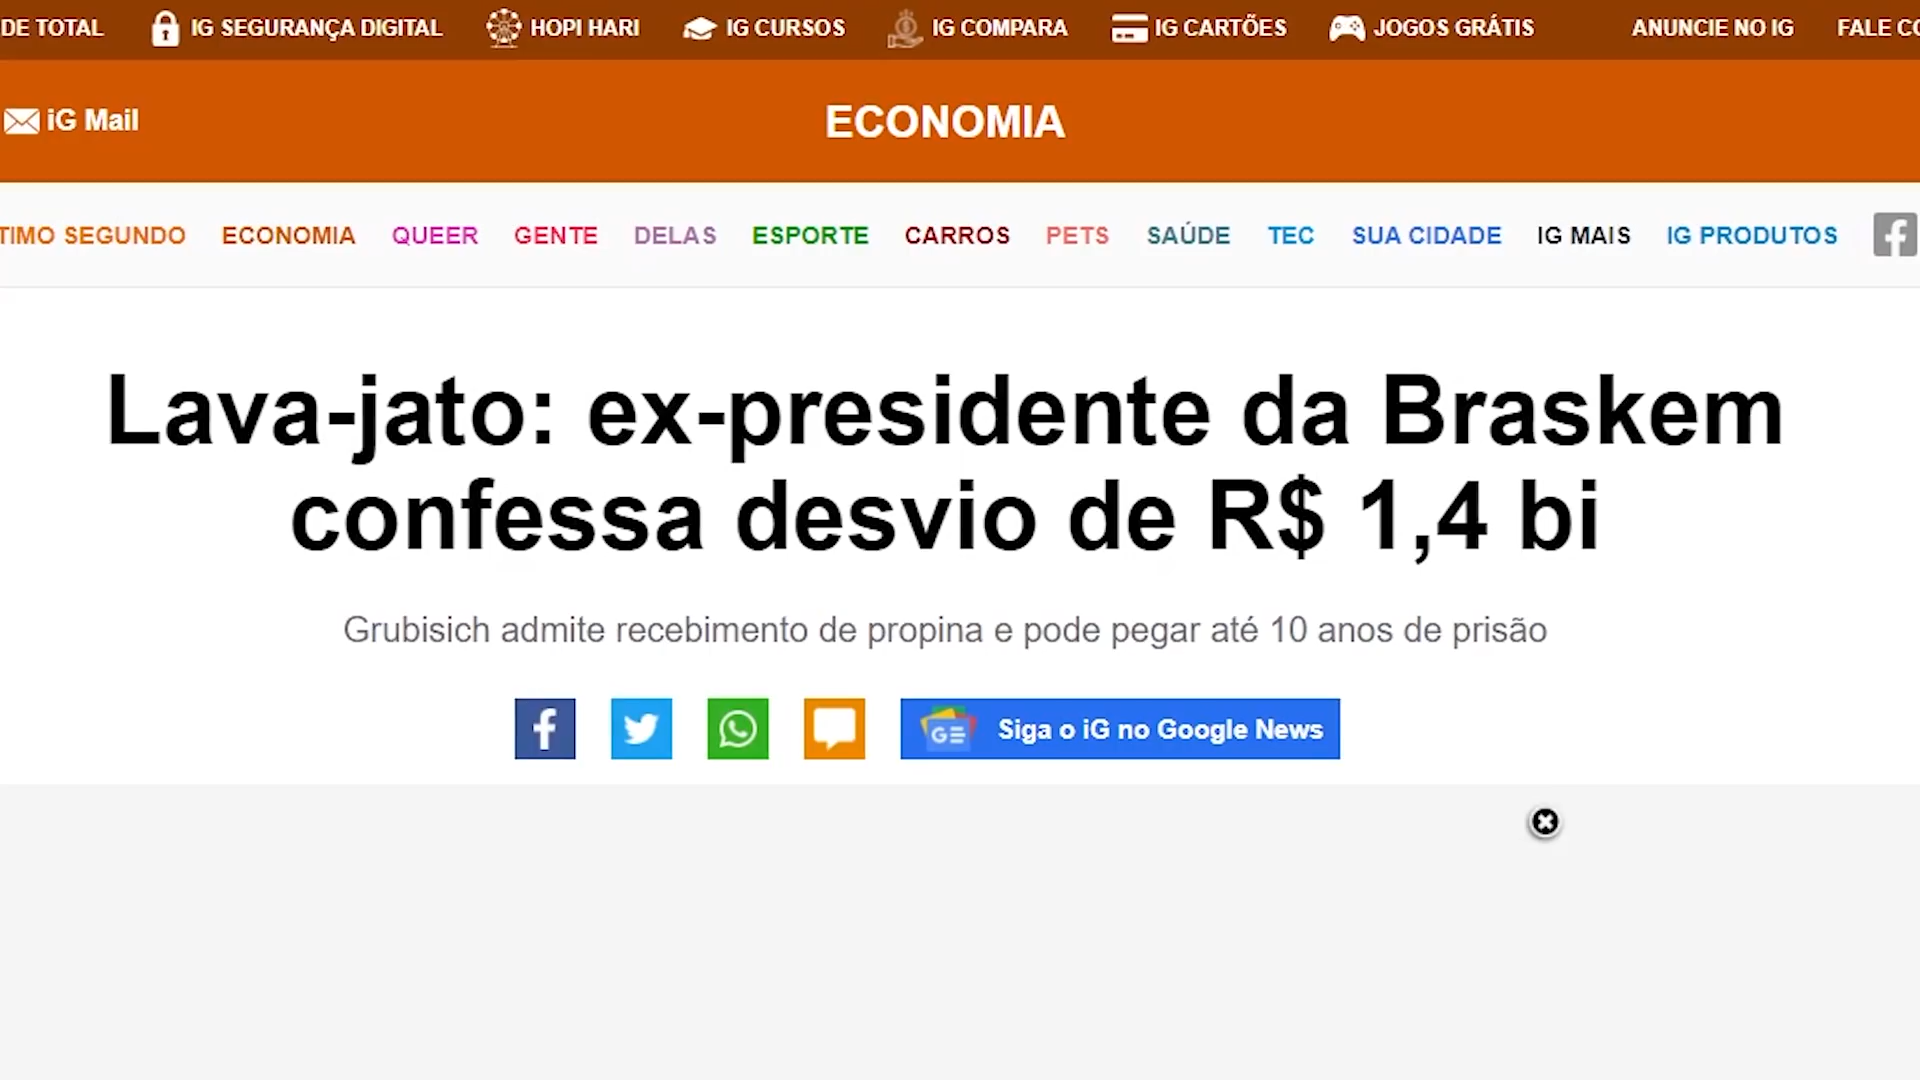 DE TOTAL IG SEGURANÇA DIGITAL HOPI HARI IG CURSOS IG COMPARA IG CARTÕES JOGOS GRÁTIS ANUNCIE NO IG FALE CO
iG Mail ECONOMIA
TIMO SEGUNDO ECONOMIA QUEER GENTE DELAS ESPORTE CARROS PETS SAÚDE TEC SUA CIDADE IG MAIS IG PRODUTOS
Lava-jato: ex-presidente da Braskem
confessa desvio de R$ 1,4 bi
Grubisich admite recebimento de propina e pode pegar até 10 anos de prisão
Siga o iG no Google News